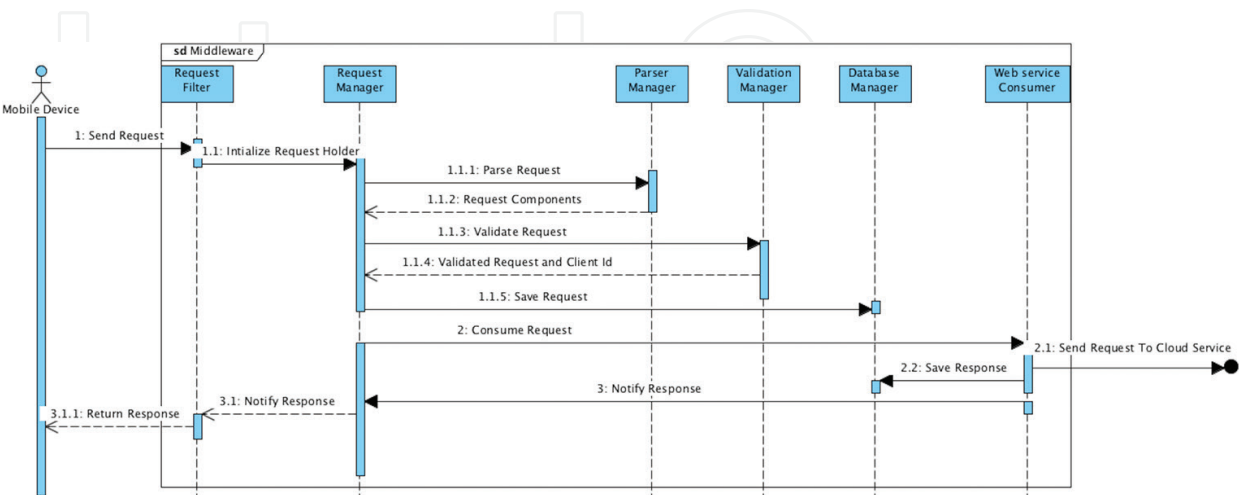 sd Middleware
Request
Filter
Request
Manager
Parser
Manager
Validation
Manager
Database
Manager
Web service
Consumer
Mobile Device
1: Send Request
1.1: Intialize Request Holder
1.1.1: Parse Request
1.1.2: Request Components
1.1.3: Validate Request
1.1.4: Validated Request and Client Id
1.1.5: Save Request
2: Consume Request
2.1: Send Request To Cloud Service
2.2: Save Response
3: Notify Response
3.1: Notify Response
3.1.1: Return Response